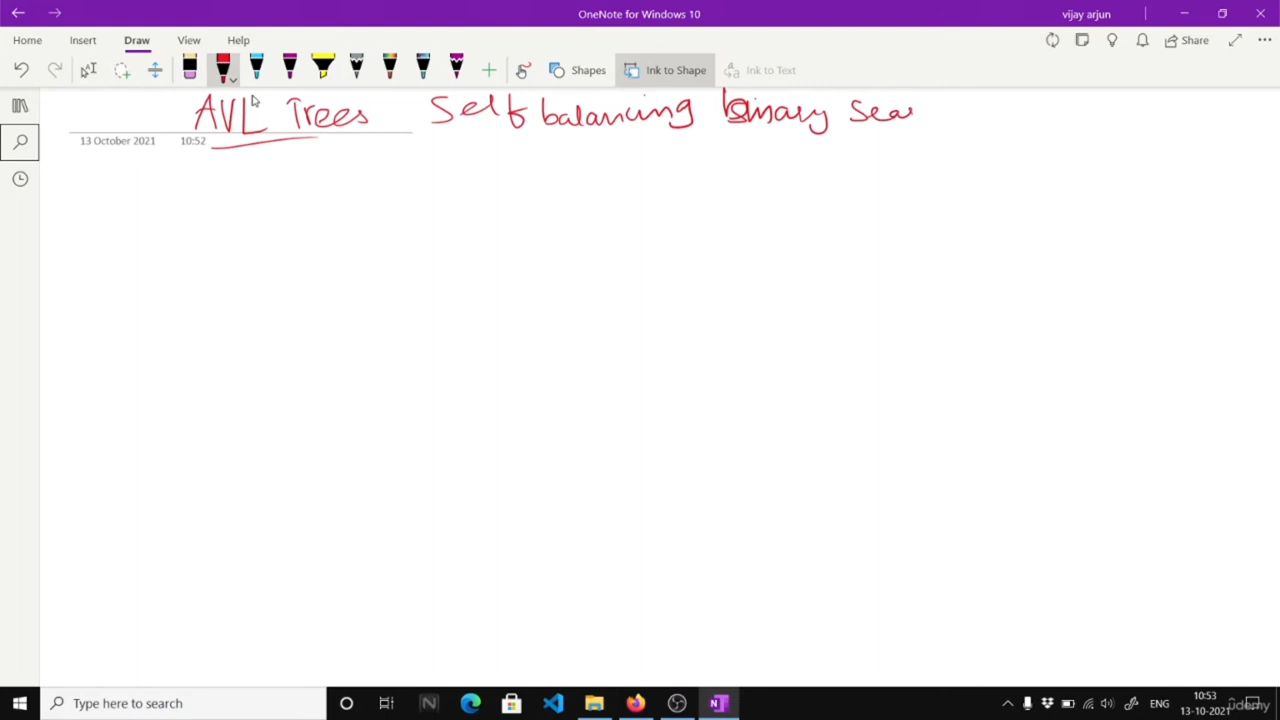 OneNote for Windows 10
vijay arjun
Home Insert Draw View Help
Share
Shapes Ink to Shape Ink to Text
AVL Trees Self balancing binary Sear
13 October 2021 10:52
Type here to search
N
N
ENG
10:53
13-10-2021
ûdemy